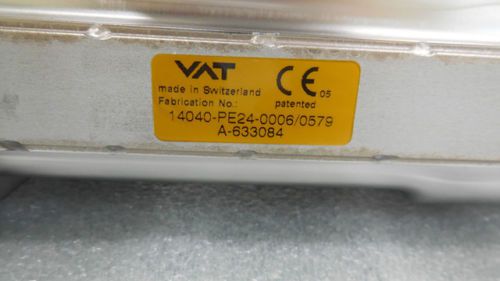 VAT CE 05
made in Switzerland patented
Fabrication No.:
14040-PE24-0006/0579
A-633084